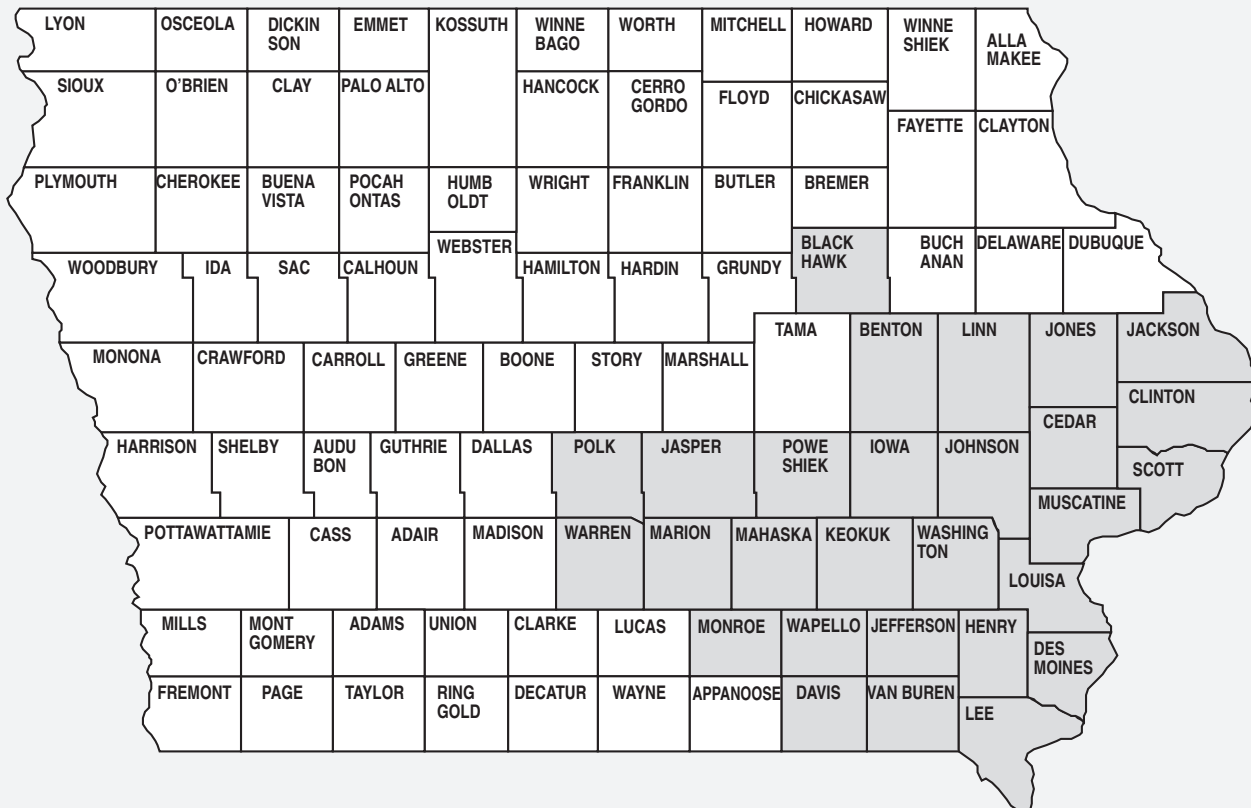 LYON
OSCEOLA
DICKIN
SON
EMMET
KOSSUTH
WINNE
BAGO
WORTH
MITCHELL
HOWARD
WINNE
SHIEK
ALLA
MAKEE
SIOUX
O'BRIEN
CLAY
PALO ALTO
HANCOCK
CERRO
GORDO
FLOYD
CHICKASAW
FAYETTE
CLAYTON
PLYMOUTH
CHEROKEE
BUENA
VISTA
POCAH
ONTAS
HUMB
OLDT
WRIGHT
FRANKLIN
BUTLER
BREMER
WEBSTER
BLACK
HAWK
BUCH
ANAN
DELAWARE
DUBUQUE
WOODBURY
IDA
SAC
CALHOUN
HAMILTON
HARDIN
GRUNDY
TAMA
BENTON
LINN
JONES
JACKSON
MONONA
CRAWFORD
CARROLL
GREENE
BOONE
STORY
MARSHALL
CLINTON
CEDAR
HARRISON
SHELBY
AUDU
BON
GUTHRIE
DALLAS
POLK
JASPER
POWE
SHIEK
IOWA
JOHNSON
SCOTT
MUSCATINE
POTTAWATTAMIE
CASS
ADAIR
MADISON
WARREN
MARION
MAHASKA
KEOKUK
WASHING
TON
LOUISA
MILLS
MONT
GOMERY
ADAMS
UNION
CLARKE
LUCAS
MONROE
WAPELLO
JEFFERSON
HENRY
DES
MOINES
FREMONT
PAGE
TAYLOR
RING
GOLD
DECATUR
WAYNE
APPANOOSE
DAVIS
VAN BUREN
LEE